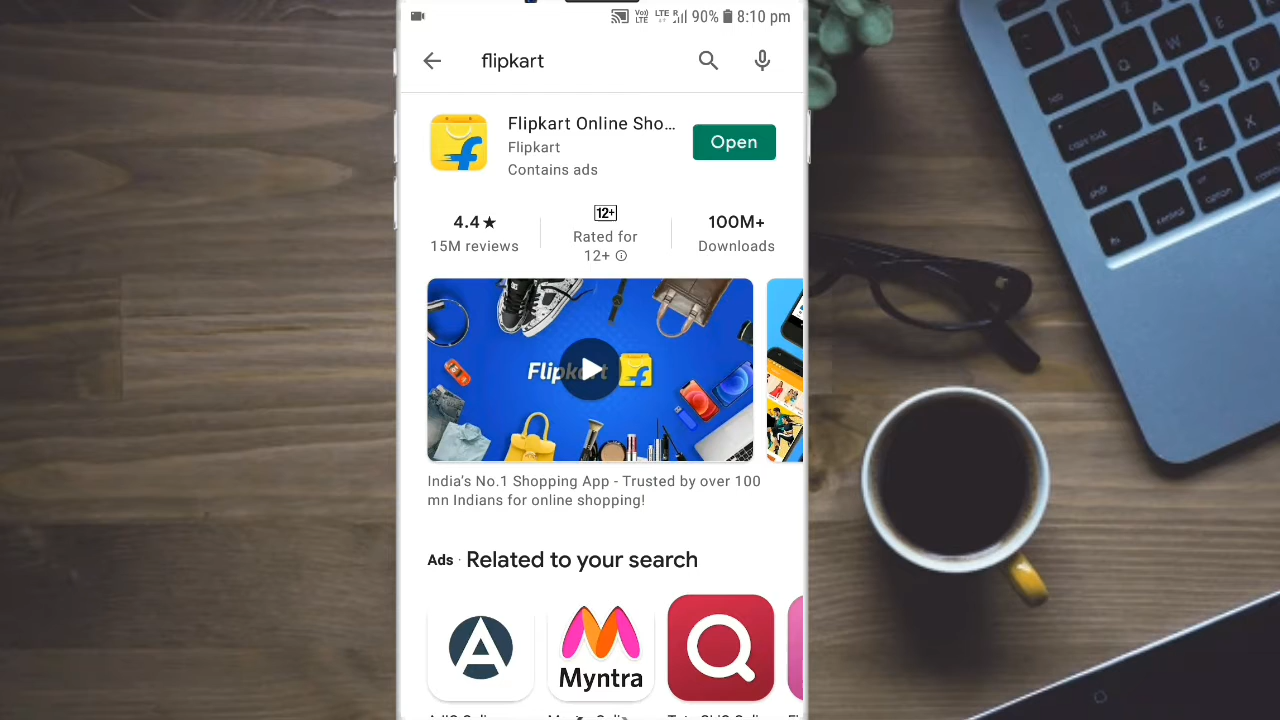 90% 8:10 pm
flipkart
Flipkart Online Sho...
Open
Flipkart
Contains ads
4.4★
12+
100M+
15M reviews
Rated for
12+
Downloads
Flipkart
India's No.1 Shopping App - Trusted by over 100
mn Indians for online shopping!
Ads · Related to your search
Myntra